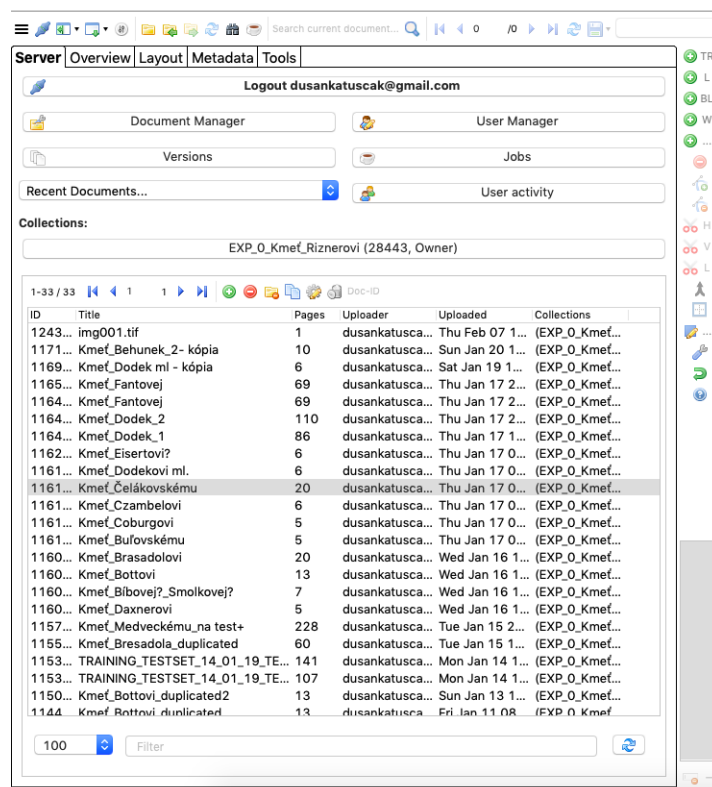 Search current document...
0 /0
Server Overview Layout Metadata Tools
Logout dusankatuscak@gmail.com
Document Manager User Manager
Versions Jobs
Recent Documents... User activity
Collections:
EXP_0_Kmeť_Riznerovi (28443, Owner)
1-33 / 33 1 1 Doc-ID
ID Title Pages Uploader Uploaded Collections
1243... img001.tif 1 dusankatusca... Thu Feb 07 1... (EXP_0_Kmeť...
1171... Kmeť_Behunek_2- kópia 10 dusankatusca... Sun Jan 20 1... (EXP_0_Kmeť...
1169... Kmeť_Dodek ml - kópia 6 dusankatusca... Sat Jan 19 1... (EXP_0_Kmeť...
1165... Kmeť_Fantovej 69 dusankatusca... Thu Jan 17 2... (EXP_0_Kmeť...
1164... Kmeť_Fantovej 69 dusankatusca... Thu Jan 17 2... (EXP_0_Kmeť...
1164... Kmeť_Dodek_2 110 dusankatusca... Thu Jan 17 2... (EXP_0_Kmeť...
1164... Kmeť_Dodek_1 86 dusankatusca... Thu Jan 17 1... (EXP_0_Kmeť...
1162... Kmeť_Eisertovi? 6 dusankatusca... Thu Jan 17 0... (EXP_0_Kmeť...
1161... Kmeť_Dodekovi ml. 6 dusankatusca... Thu Jan 17 0... (EXP_0_Kmeť...
1161... Kmeť_Čelákovskému 20 dusankatusca... Thu Jan 17 0... (EXP_0_Kmeť...
1161... Kmeť_Czambelovi 6 dusankatusca... Thu Jan 17 0... (EXP_0_Kmeť...
1161... Kmeť_Coburgovi 5 dusankatusca... Thu Jan 17 0... (EXP_0_Kmeť...
1161... Kmeť_Buľovskému 5 dusankatusca... Thu Jan 17 0... (EXP_0_Kmeť...
1160... Kmeť_Brasadolovi 20 dusankatusca... Wed Jan 16 1... (EXP_0_Kmeť...
1160... Kmeť_Bottovi 13 dusankatusca... Wed Jan 16 1... (EXP_0_Kmeť...
1160... Kmeť_Bíbovej?_Smolkovej? 7 dusankatusca... Wed Jan 16 1... (EXP_0_Kmeť...
1160... Kmeť_Daxnerovi 5 dusankatusca... Wed Jan 16 1... (EXP_0_Kmeť...
1157... Kmeť_Medveckému_na test+ 228 dusankatusca... Tue Jan 15 2... (EXP_0_Kmeť...
1155... Kmeť_Bresadola_duplicated 60 dusankatusca... Tue Jan 15 1... (EXP_0_Kmeť...
1153... TRAINING_TESTSET_14_01_19_TE... 141 dusankatusca... Mon Jan 14 1... (EXP_0_Kmeť...
1153... TRAINING_TESTSET_14_01_19_TE... 107 dusankatusca... Mon Jan 14 1... (EXP_0_Kmeť...
1150... Kmeť_Bottovi_duplicated2 13 dusankatusca... Sun Jan 13 1... (EXP_0_Kmeť...
1144... Kmeť_Bottovi_duplicated 13 dusankatusca... Fri Jan 11 08... (EXP_0_Kmeť...
100 Filter
TR
L
BL
W
...
H
V
L
...